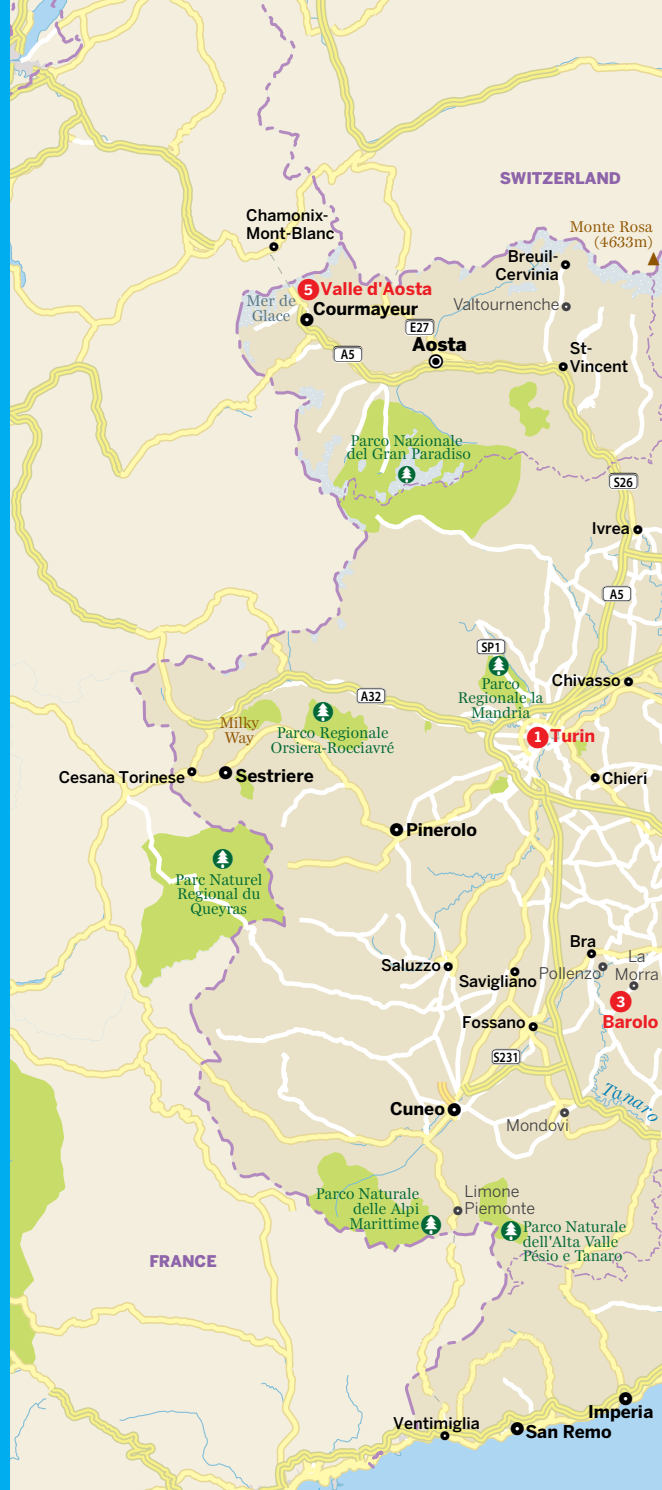 SWITZERLAND
Chamonix-
Mont-Blanc
Monte Rosa
(4633m)
Breuil-
Cervinia
5 Valle d'Aosta
Mer de
Glace
Courmayeur
Valtournenche
E27
Aosta
A5
St-
Vincent
Parco Nazionale
del Gran Paradiso
S26
Ivrea
A5
SP1
Parco
Regionale la
Mandria
Chivasso
A32
Milky
Way
Parco Regionale
Orsiera-Rocciavré
1 Turin
Cesana Torinese
Sestriere
Chieri
Pinerolo
Parc Naturel
Regional du
Queyras
Bra
La
Morra
Saluzzo
Savigliano
Pollenzo
3
Barolo
Fossano
S231
Tanaro
Cuneo
Mondovi
Parco Naturale
delle Alpi
Marittime
Limone
Piemonte
Parco Naturale
dell'Alta Valle
Pésio e Tanaro
FRANCE
Ventimiglia
San Remo
Imperia